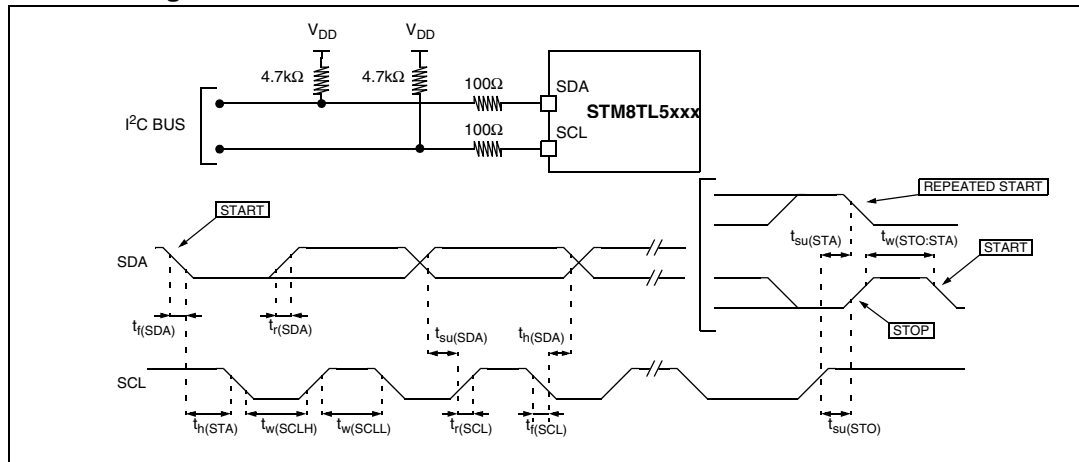 V_DD V_DD
4.7kΩ 4.7kΩ 100Ω SDA
STM8TL5xxx
I²C BUS
100Ω SCL
REPEATED START
START
t_su(STA) t_w(STO:STA) START
SDA
STOP
t_f(SDA) t_r(SDA) t_su(SDA) t_h(SDA)
SCL
t_h(STA) t_w(SCLH) t_w(SCLL) t_r(SCL) t_f(SCL) t_su(STO)